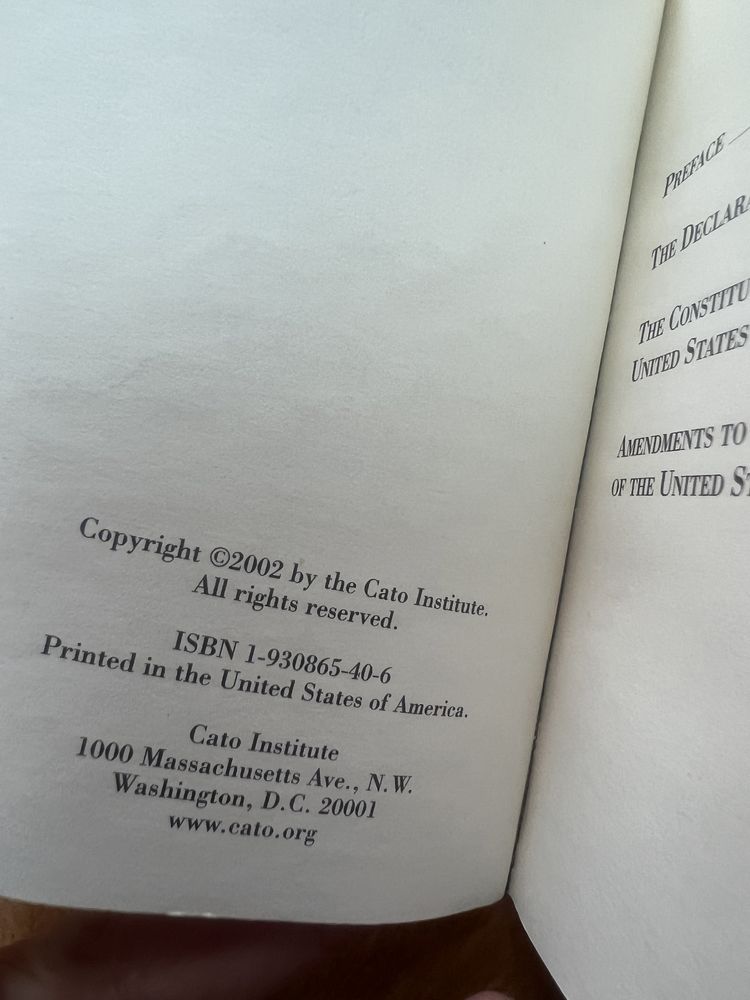 Copyright ©2002 by the Cato Institute.
All rights reserved.
ISBN 1-930865-40-6
Printed in the United States of America.
Cato Institute
1000 Massachusetts Ave., N.W.
Washington, D.C. 20001
www.cato.org
PREFACE
THE
THE
UNITED STATES
AMENDMENTS TO
OF THE UNITED